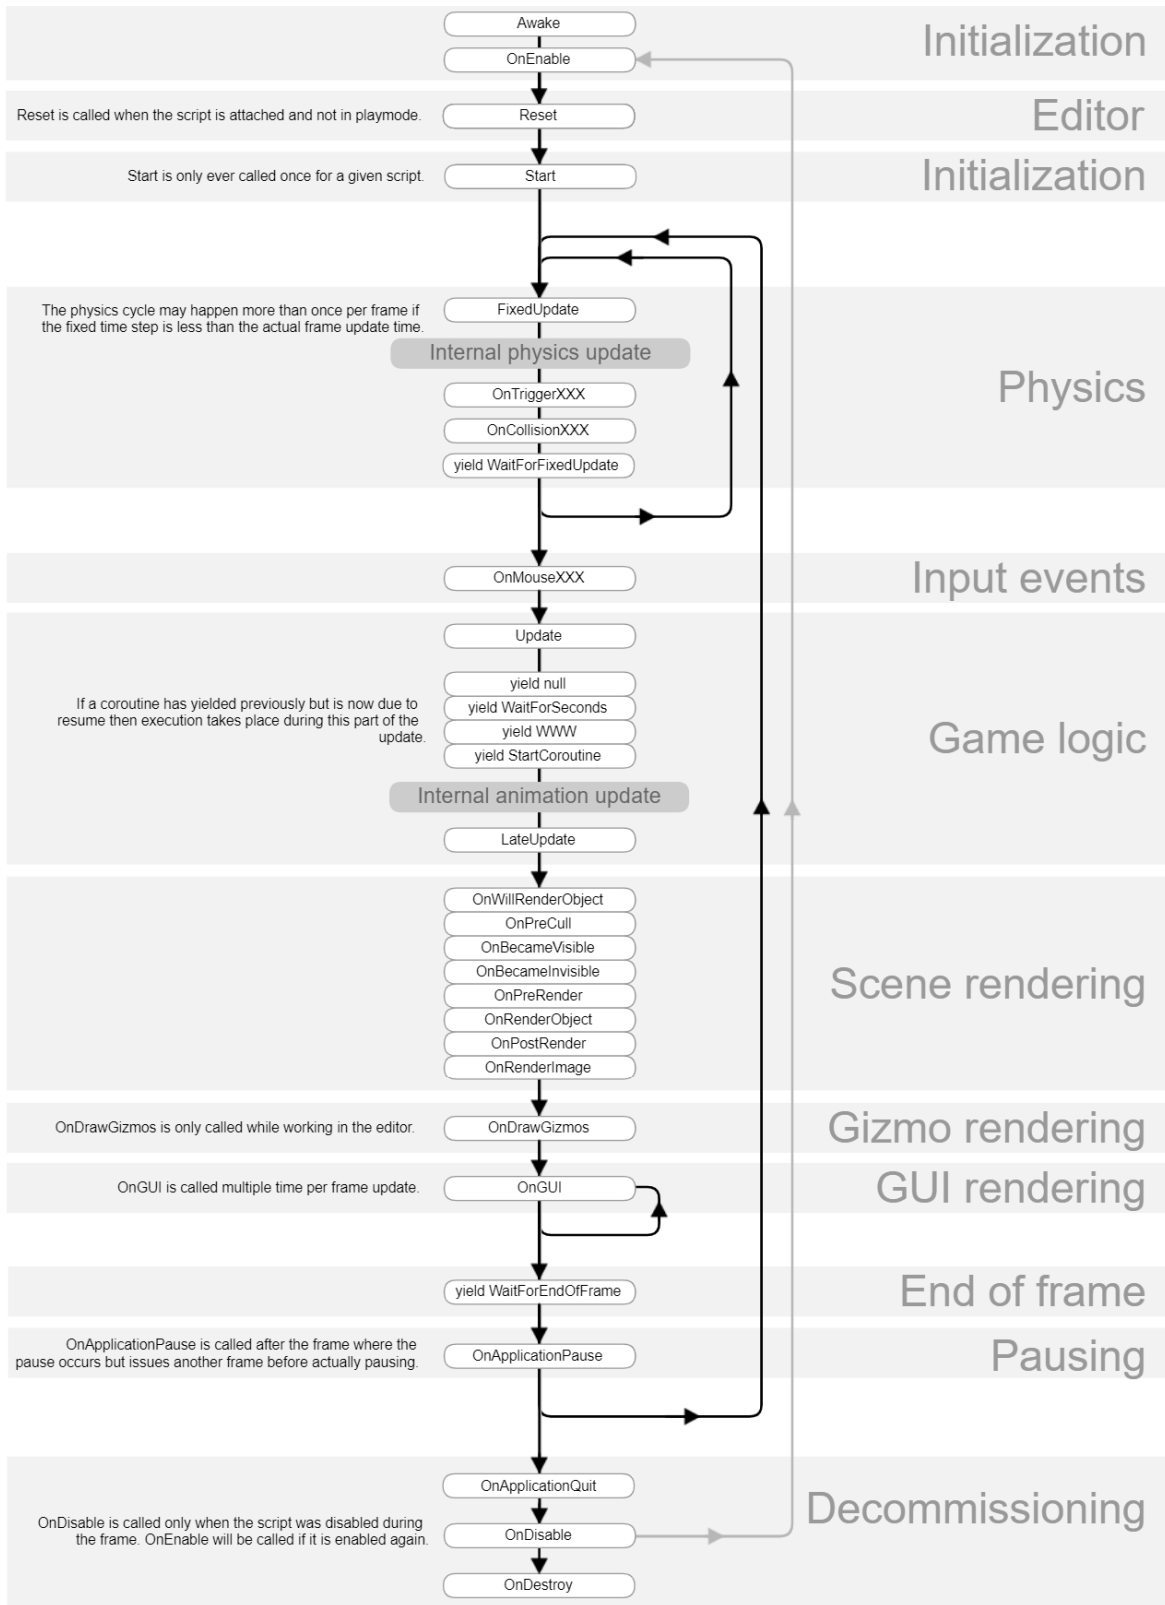 Awake
Initialization
OnEnable
Reset is called when the script is attached and not in playmode.
Reset
Editor
Start is only ever called once for a given script.
Start
Initialization
The physics cycle may happen more than once per frame if
the fixed time step is less than the actual frame update time.
FixedUpdate
Internal physics update
Physics
OnTriggerXXX
OnCollisionXXX
yield WaitForFixedUpdate
OnMouseXXX
Input events
Update
yield null
If a coroutine has yielded previously but is now due to
resume then execution takes place during this part of the
update.
yield WaitForSeconds
yield WWW
yield StartCoroutine
Game logic
Internal animation update
LateUpdate
OnWillRenderObject
OnPreCull
OnBecameVisible
OnBecameInvisible
Scene rendering
OnPreRender
OnRenderObject
OnPostRender
OnRenderImage
OnDrawGizmos is only called while working in the editor.
OnDrawGizmos
Gizmo rendering
OnGUI is called multiple time per frame update.
OnGUI
GUI rendering
yield WaitForEndOfFrame
End of frame
OnApplicationPause is called after the frame where the
pause occurs but issues another frame before actually pausing.
OnApplicationPause
Pausing
OnApplicationQuit
Decommissioning
OnDisable is called only when the script was disabled during
the frame. OnEnable will be called if it is enabled again.
OnDisable
OnDestroy